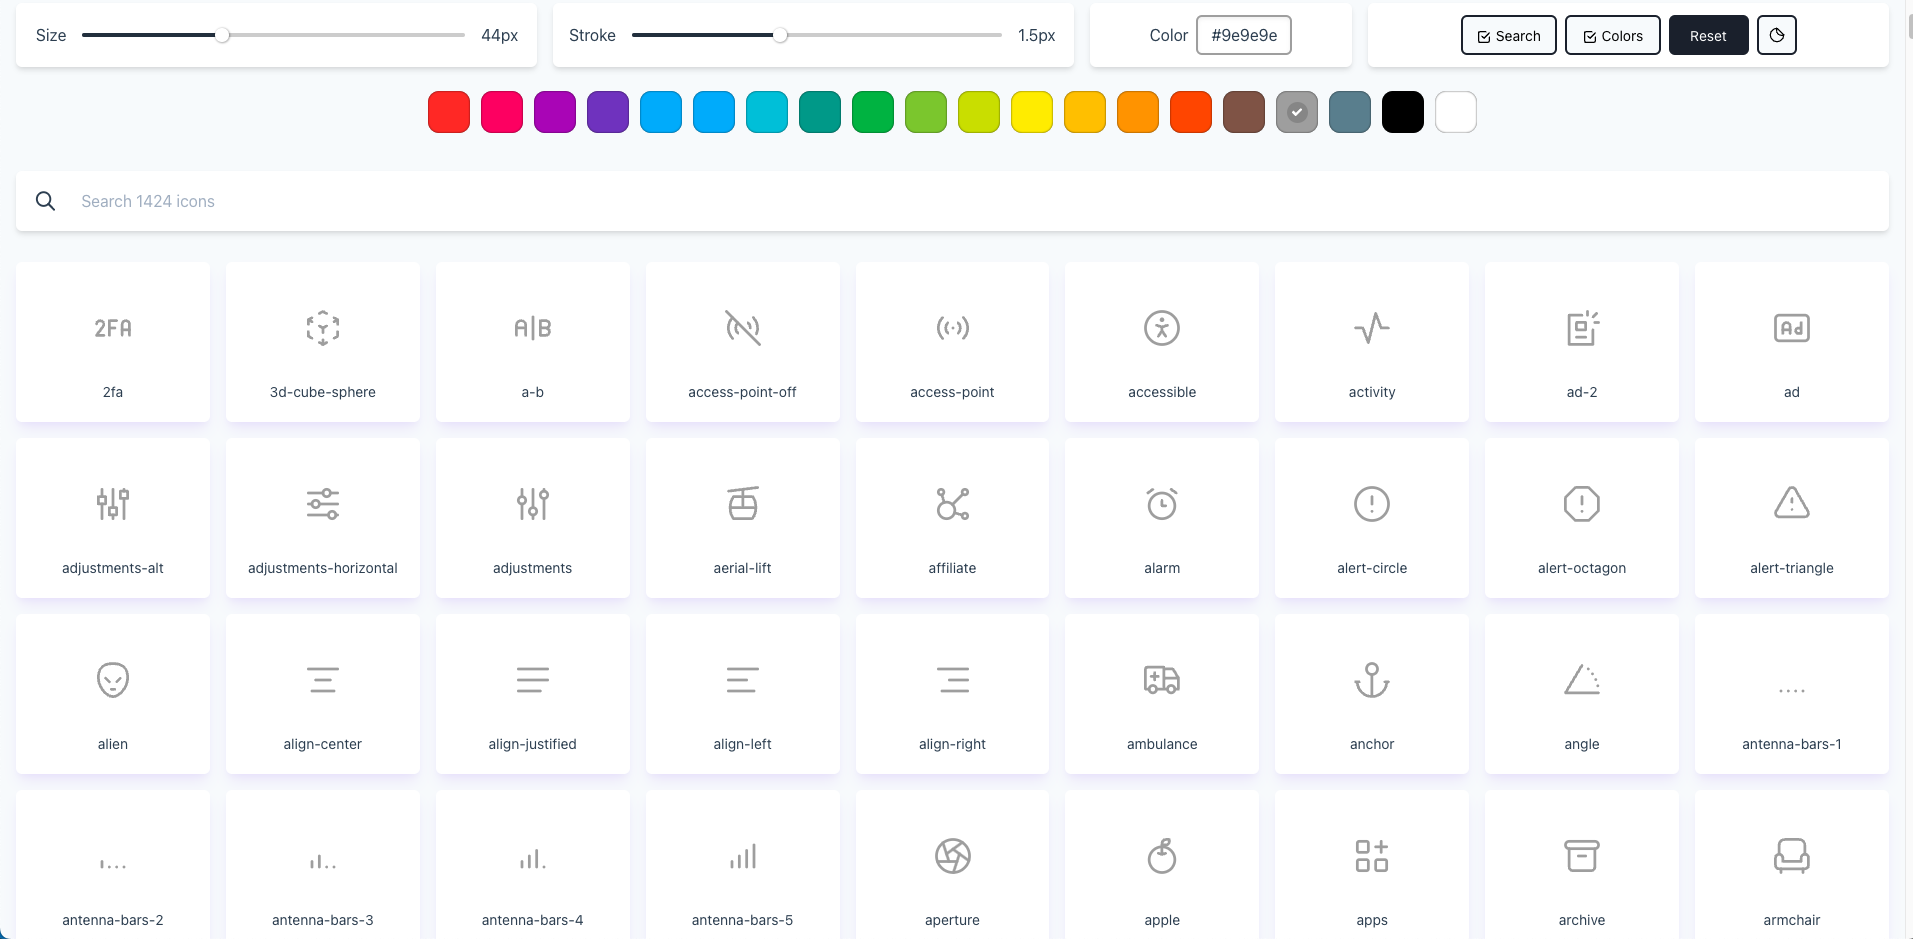 Size 44px Stroke 1.5px Color #9e9e9e Search Colors Reset
Search 1424 icons
2FA A|B Ad
2fa 3d-cube-sphere a-b access-point-off access-point accessible activity ad-2 ad
adjustments-alt adjustments-horizontal adjustments aerial-lift affiliate alarm alert-circle alert-octagon alert-triangle
alien align-center align-justified align-left align-right ambulance anchor angle antenna-bars-1
antenna-bars-2 antenna-bars-3 antenna-bars-4 antenna-bars-5 aperture apple apps archive armchair